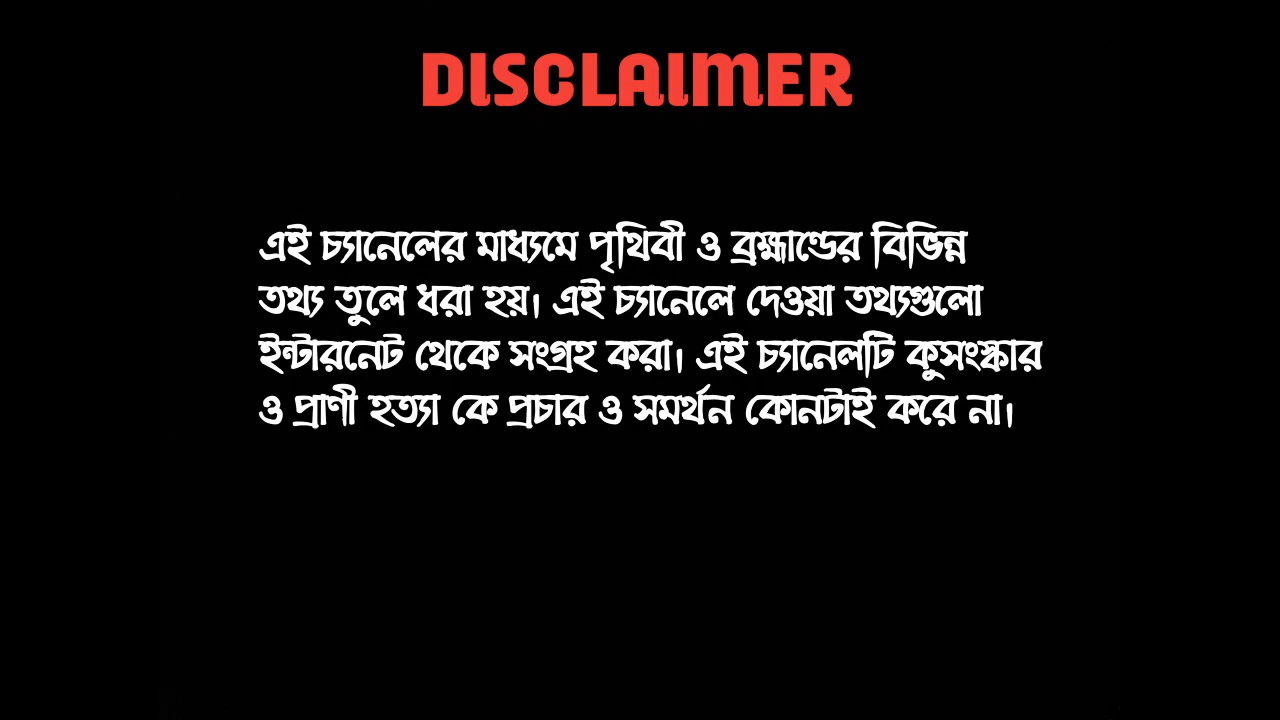 DISCLAIMER
এই চ্যানেলের মাধ্যমে পৃথিবী ও ব্রহ্মান্ডের বিভিন্ন
তথ্য তুলে ধরা হয়। এই চ্যানেলে দেওয়া তথ্যগুলো
ইন্টারনেট থেকে সংগ্রহ করা। এই চ্যানেলটি কুসংস্কার
ও প্রাণী হত্যা কে প্রচার ও সমর্থন কোনটাই করে না।